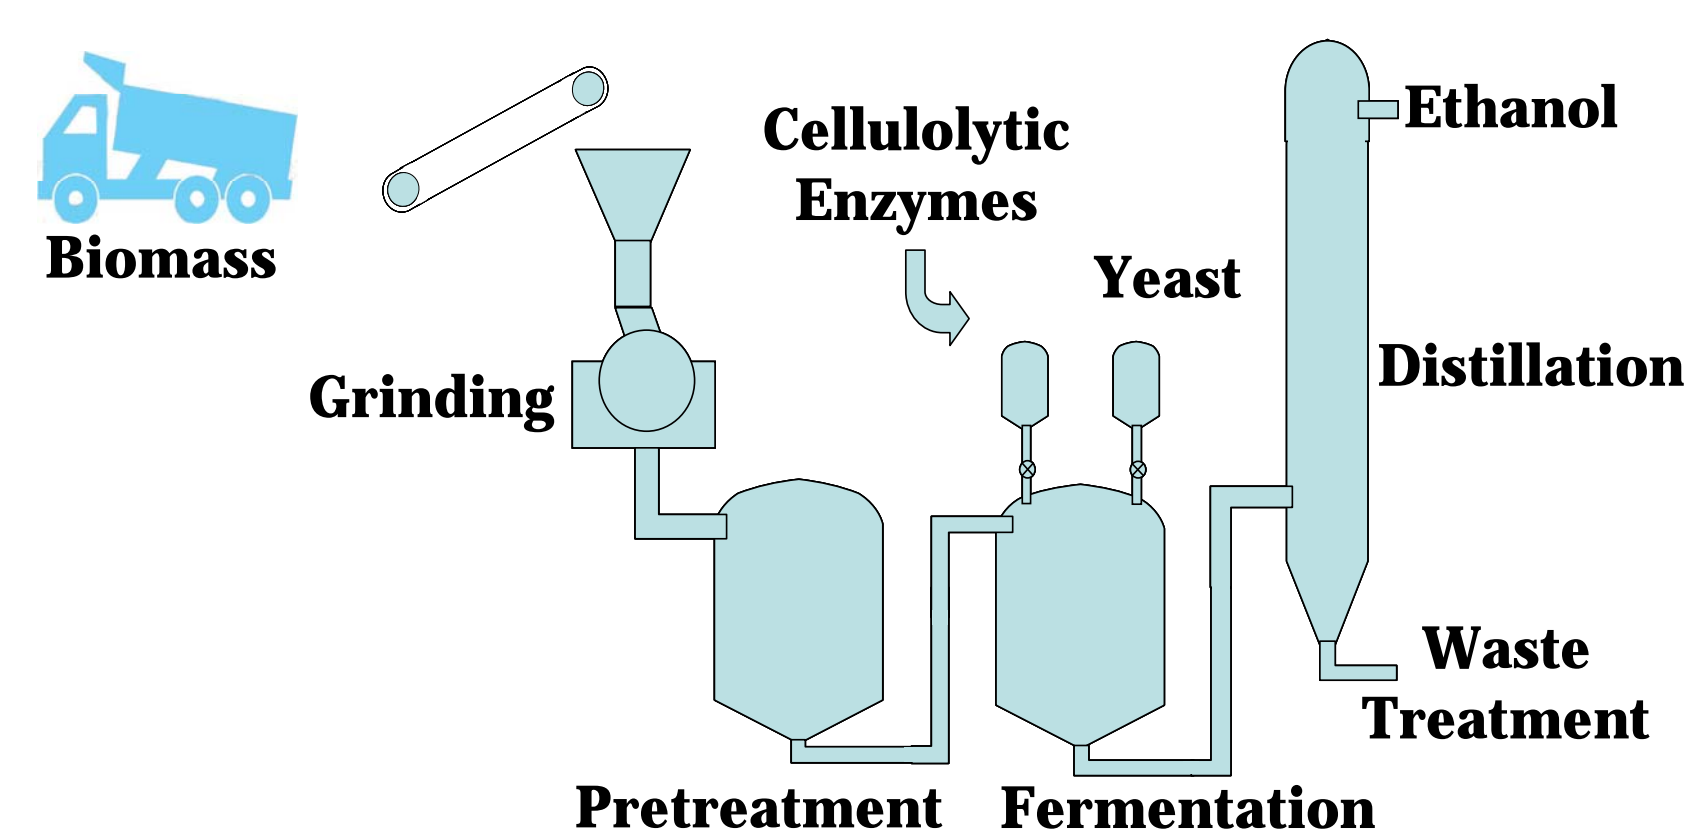 Biomass
Grinding
Cellulolytic
Enzymes
Yeast
Ethanol
Distillation
Waste
Treatment
Pretreatment
Fermentation